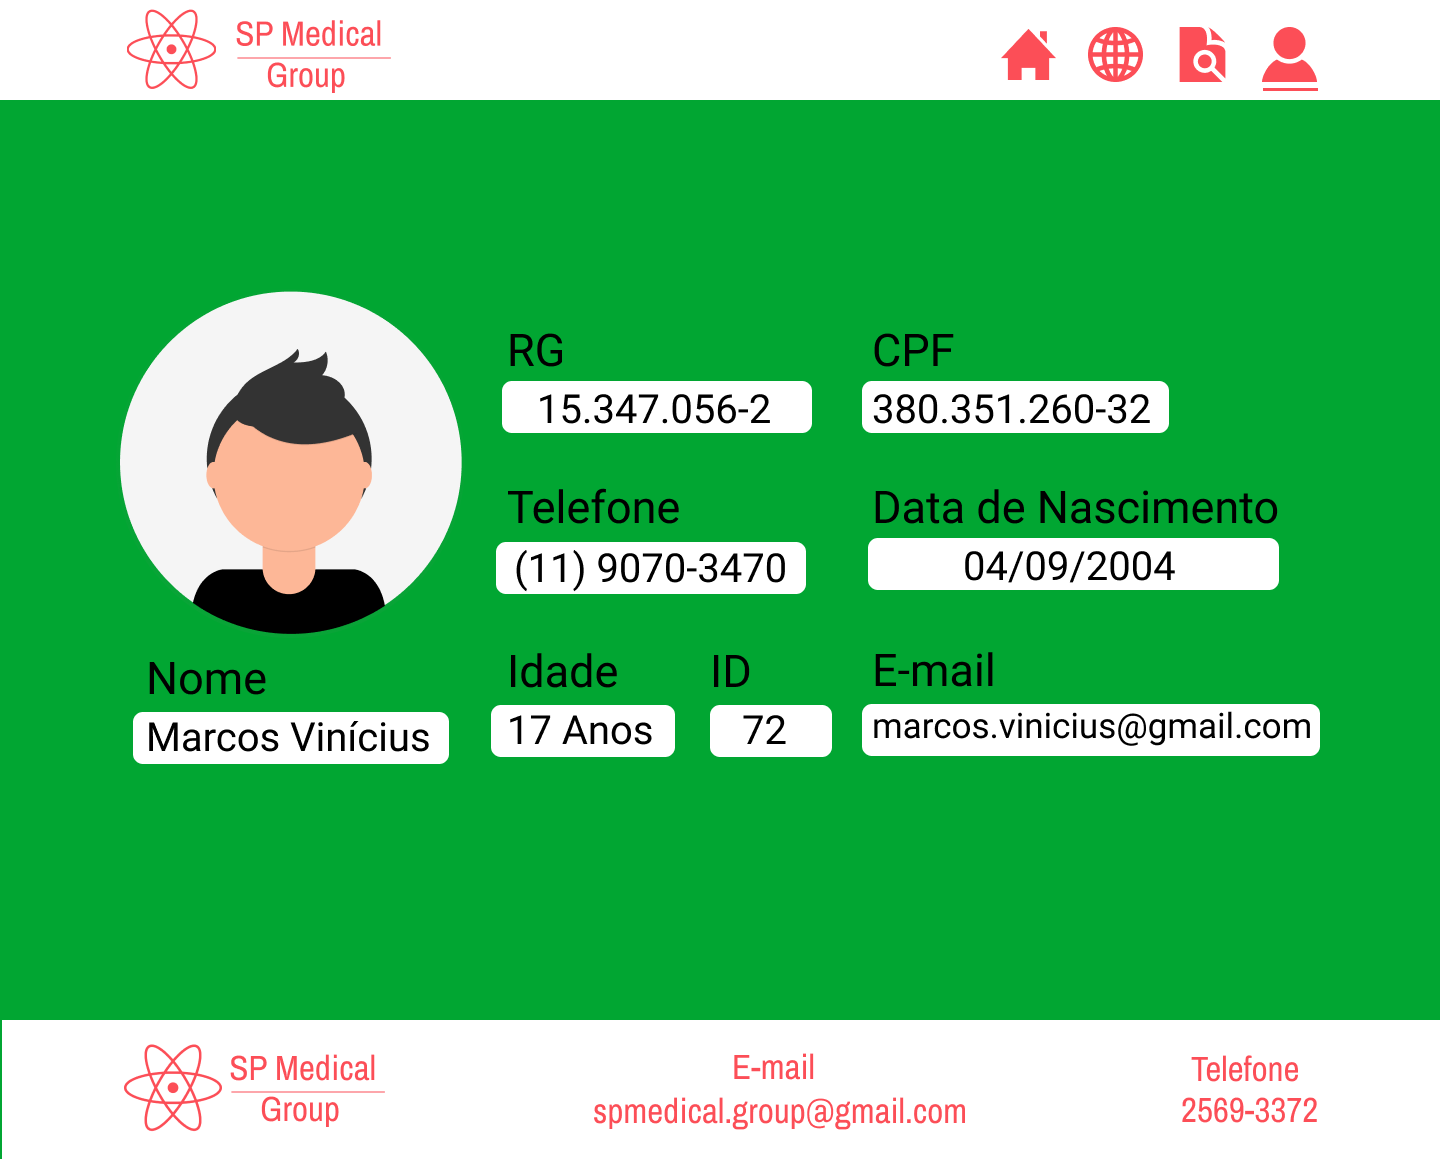 SP Medical
Group
RG
CPF
15.347.056-2
380.351.260-32
Telefone
Data de Nascimento
(11) 9070-3470
04/09/2004
Nome
Idade
ID
E-mail
Marcos Vinícius
17 Anos
72
marcos.vinicius@gmail.com
SP Medical
Group
E-mail
spmedical.group@gmail.com
Telefone
2569-3372